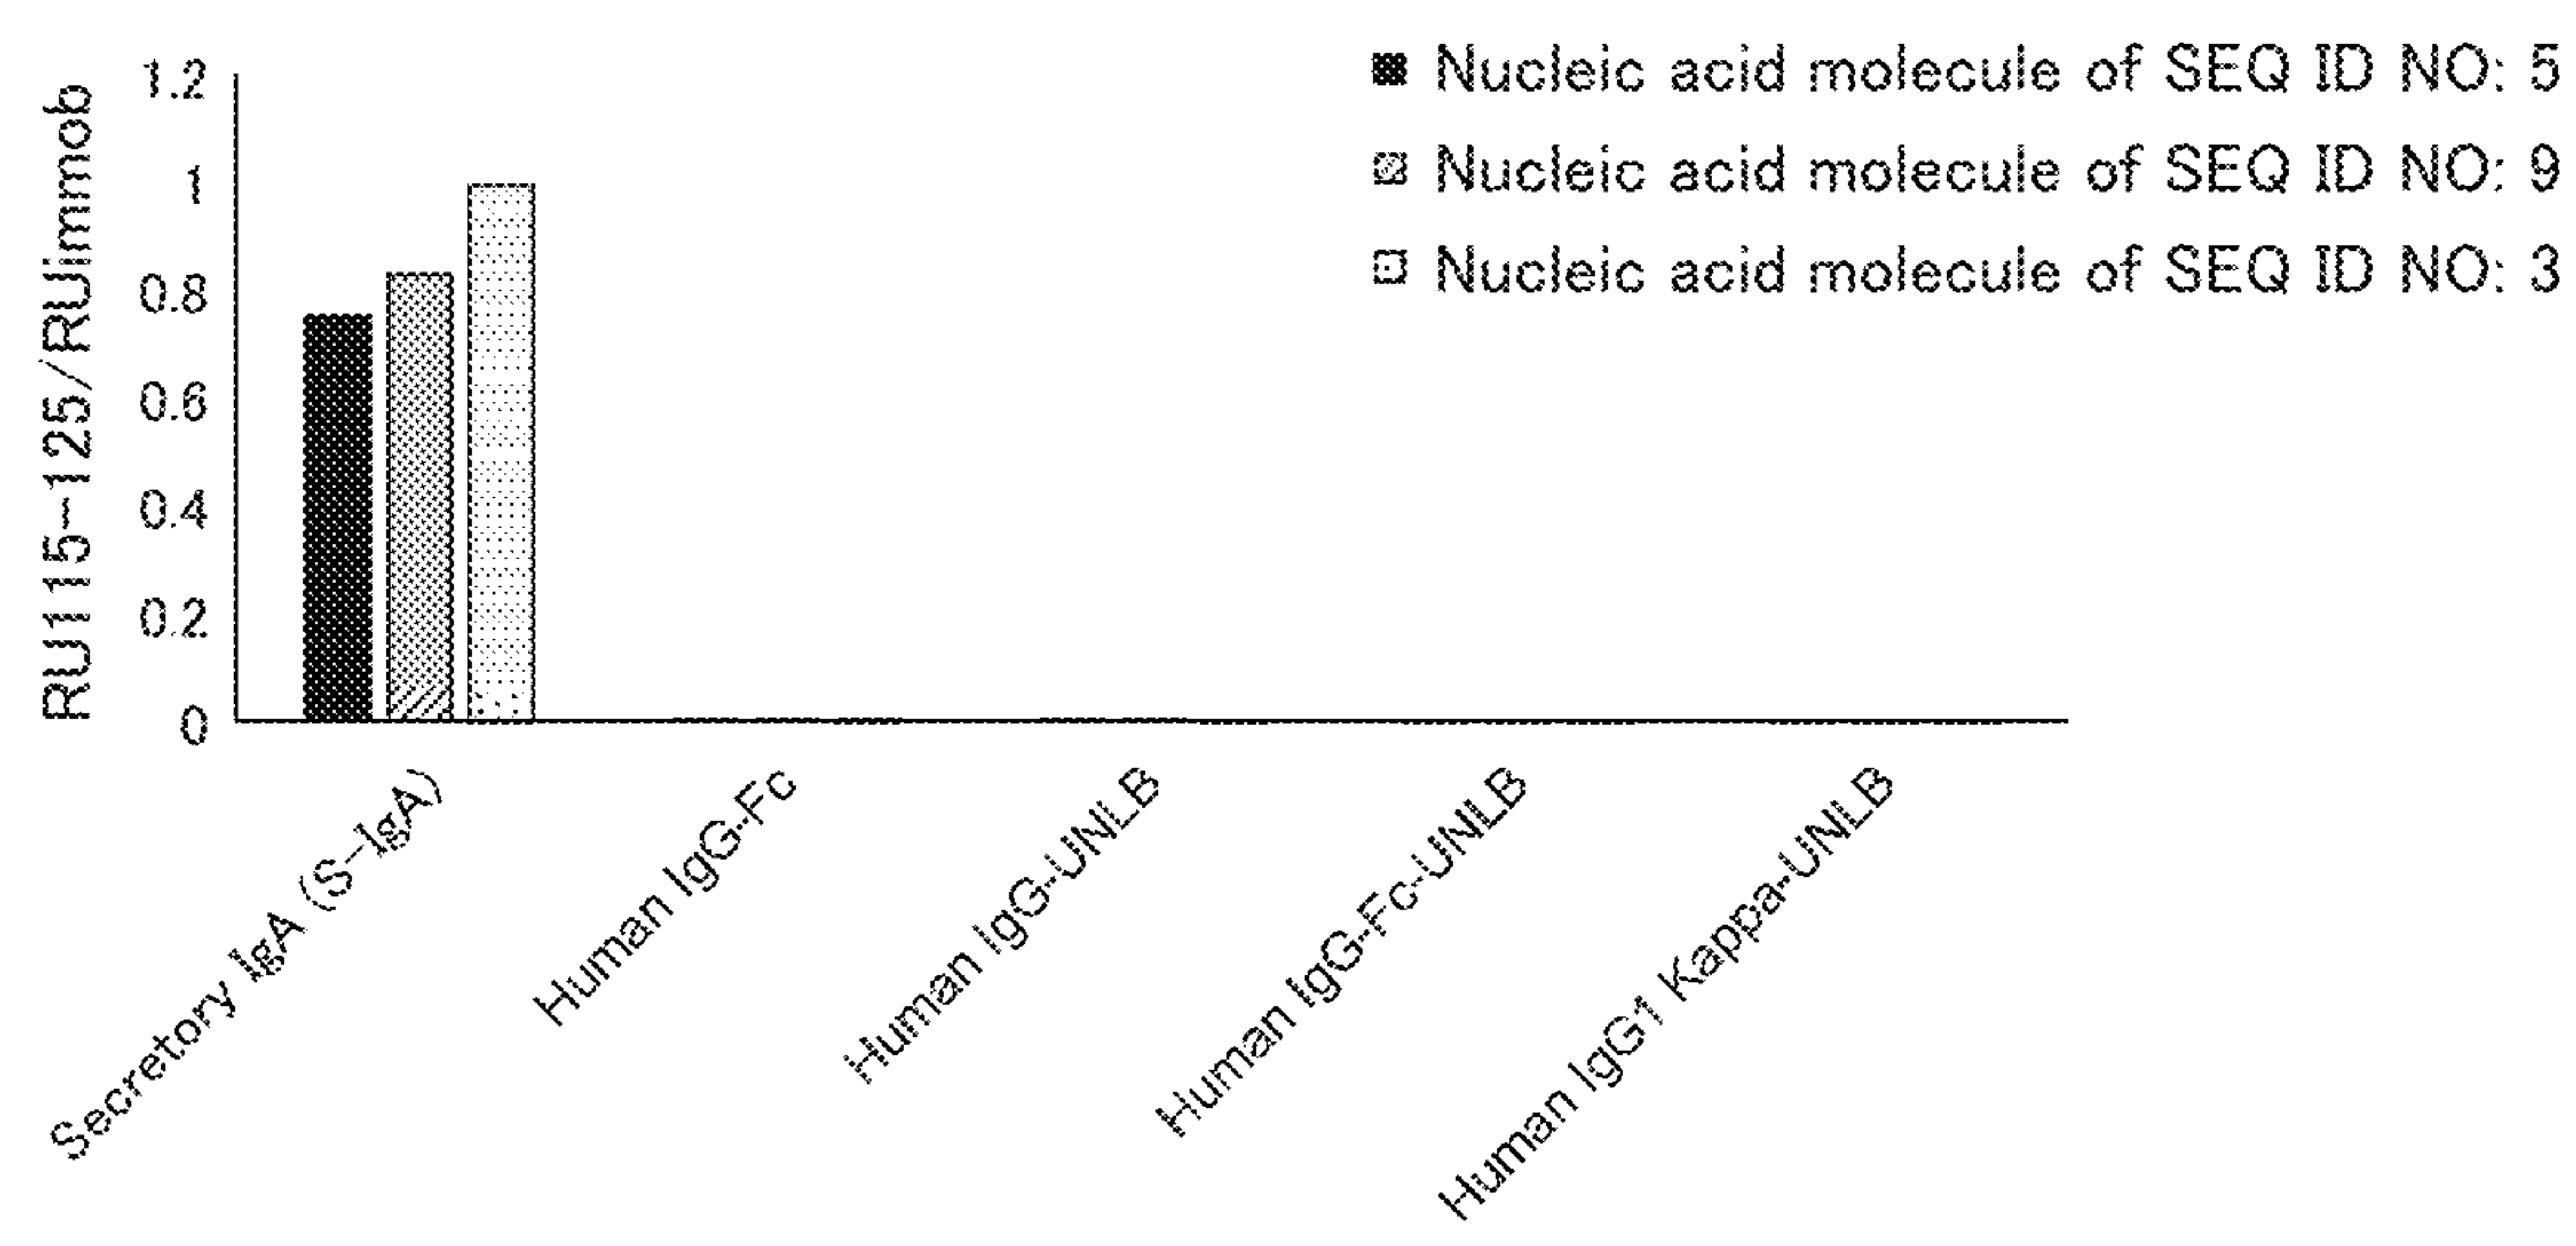 Nucleic acid molecule of SEQ ID NO: 5
Nucleic acid molecule of SEQ ID NO: 9
Nucleic acid molecule of SEQ ID NO: 3
RU115-125/RUimmob
1.2
1
0.8
0.6
0.4
0.2
0
Secretory IgA (S-IgA)
Human IgG-Fc
Human IgG-UNLB
Human IgG-Fc-UNLB
Human IgG1 Kappa-UNLB